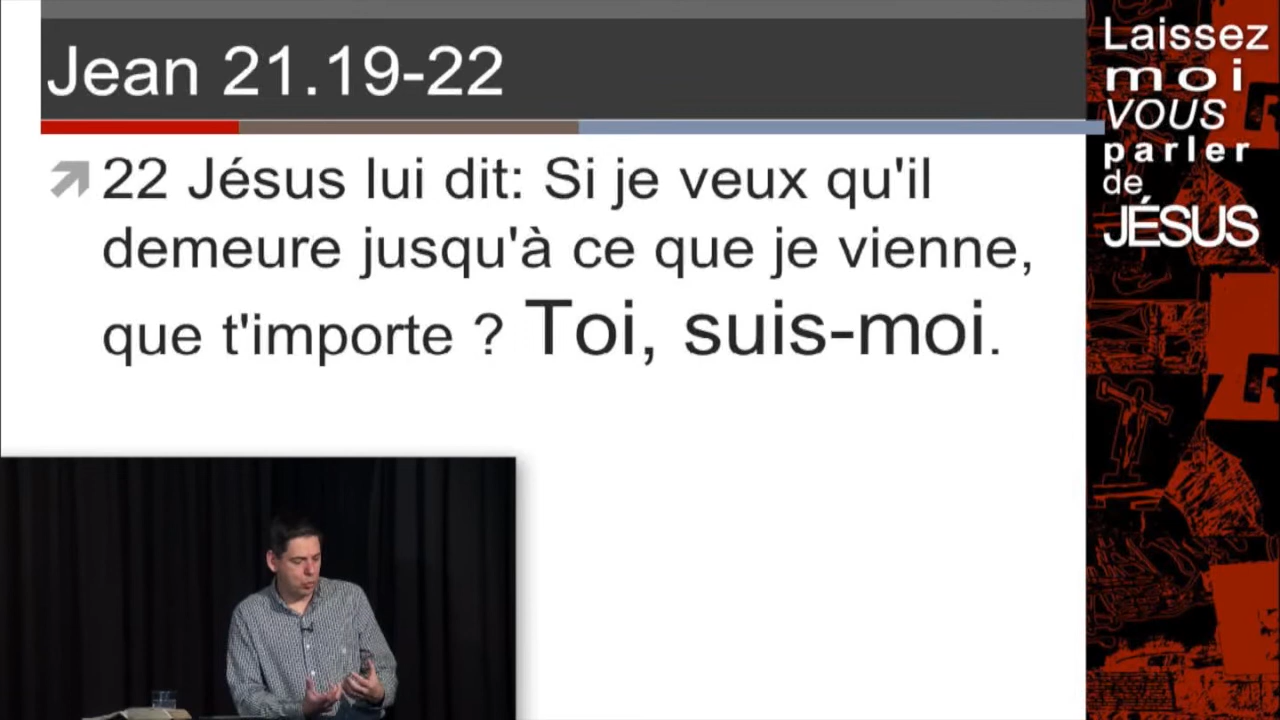 Jean 21.19-22
22 Jésus lui dit: Si je veux qu'il
demeure jusqu'à ce que je vienne,
que t'importe ? Toi, suis-moi.
Laissez
moi
VOUS
parler
de
JÉSUS